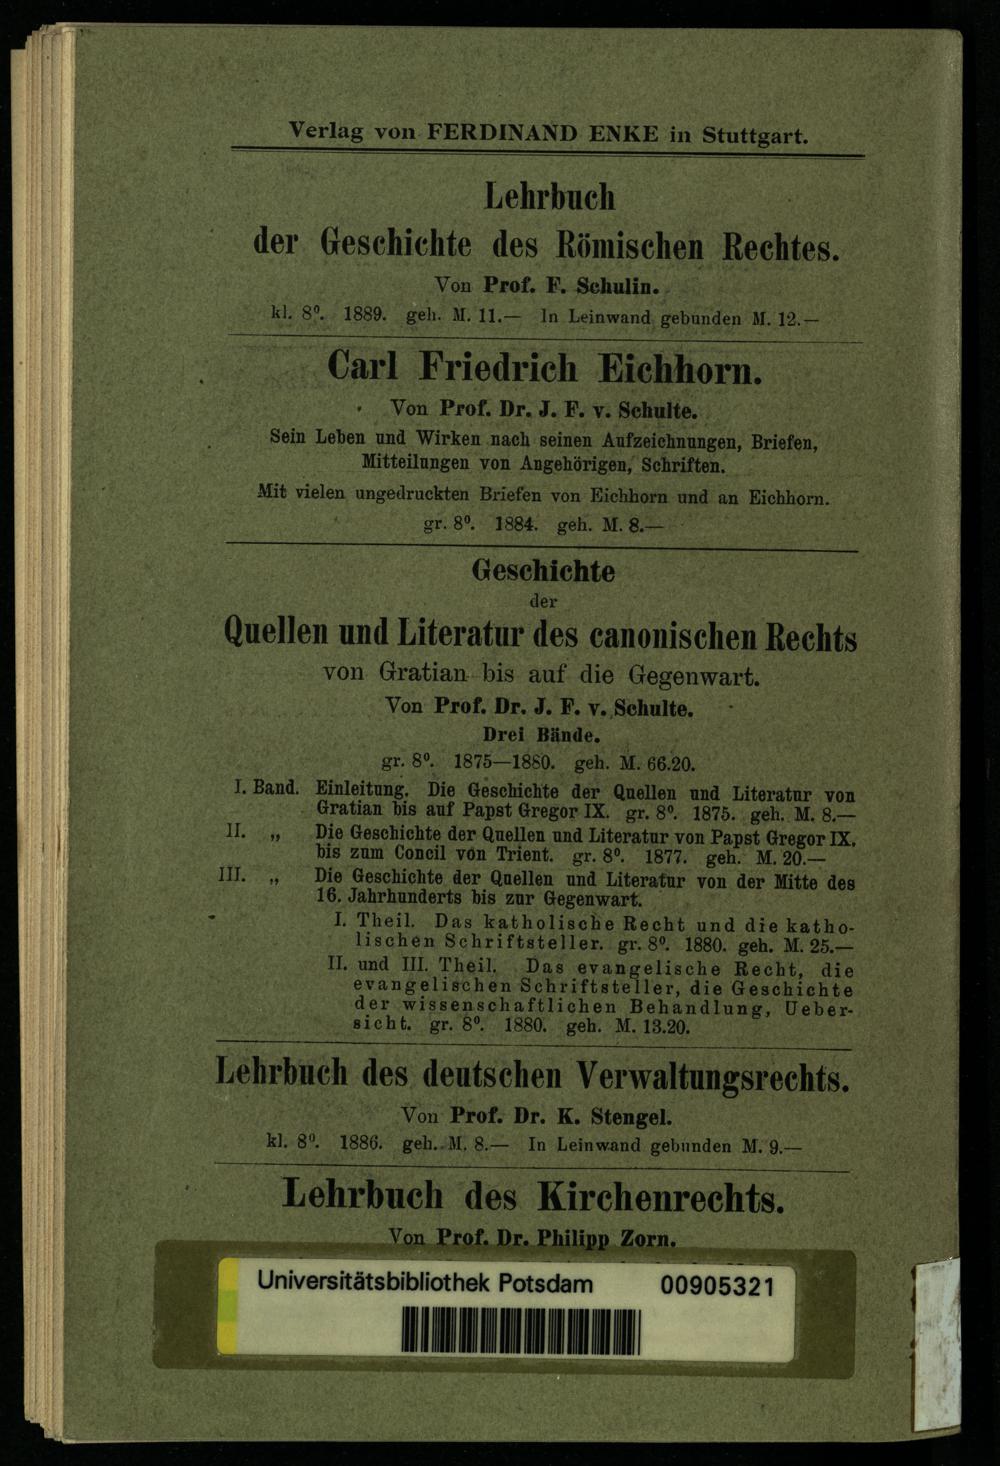 Verlag von FERDINAND ENKE in Stuttgart.
Lehrbuch
der Geschichte des Römischen Rechtes.
Von Prof. F. Schulin.
kl. 8⁰. 1889. geh. M. 11.— In Leinwand gebunden M. 12.—
Carl Friedrich Eichhorn.
Von Prof. Dr. J. F. v. Schulte.
Sein Leben und Wirken nach seinen Aufzeichnungen, Briefen,
Mitteilungen von Angehörigen, Schriften.
Mit vielen ungedruckten Briefen von Eichhorn und an Eichhorn.
gr. 8⁰. 1884. geh. M. 8.—
Geschichte
der
Quellen und Literatur des canonischen Rechts
von Gratian bis auf die Gegenwart.
Von Prof. Dr. J. F. v. Schulte.
Drei Bände.
gr. 8⁰. 1875—1880. geh. M. 66.20.
I. Band. Einleitung. Die Geschichte der Quellen und Literatur von
Gratian bis auf Papst Gregor IX. gr. 8⁰. 1875. geh. M. 8.—
II. „ Die Geschichte der Quellen und Literatur von Papst Gregor IX.
bis zum Concil von Trient. gr. 8⁰. 1877. geh. M. 20.—
III. „ Die Geschichte der Quellen und Literatur von der Mitte des
16. Jahrhunderts bis zur Gegenwart.
I. Theil. Das katholische Recht und die katho-
lischen Schriftsteller. gr. 8⁰. 1880. geh. M. 25.—
II. und III. Theil. Das evangelische Recht, die
evangelischen Schriftsteller, die Geschichte
der wissenschaftlichen Behandlung, Ueber-
sicht. gr. 8⁰. 1880. geh. M. 13.20.
Lehrbuch des deutschen Verwaltungsrechts.
Von Prof. Dr. K. Stengel.
kl. 8⁰. 1886. geh. M. 8.— In Leinwand gebunden M. 9.—
Lehrbuch des Kirchenrechts.
Von Prof. Dr. Philipp Zorn.
Universitätsbibliothek Potsdam 00905321